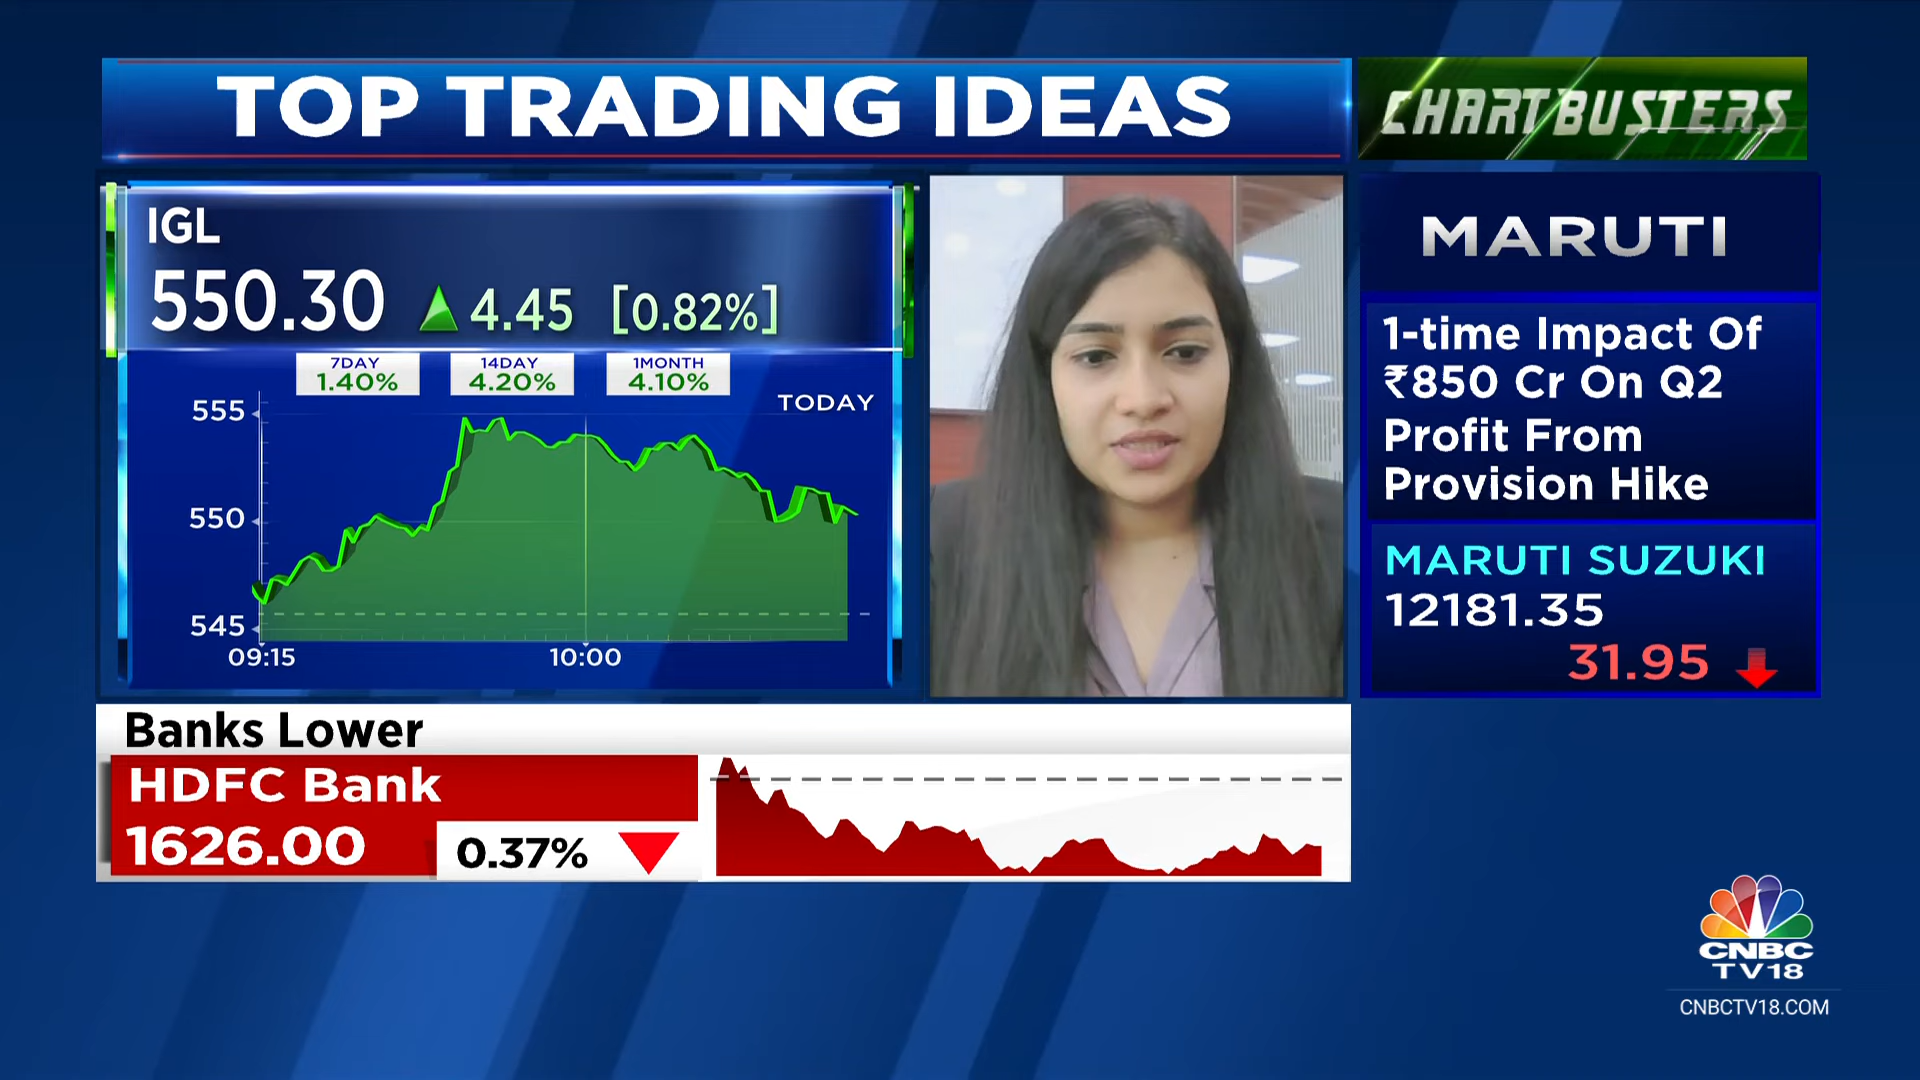 TOP TRADING IDEAS
CHARTBUSTERS
IGL
550.30 ▲ 4.45 [0.82%]
7DAY
1.40%
14DAY
4.20%
1MONTH
4.10%
TODAY
555
550
545
09:15 10:00
MARUTI
1-time Impact Of
₹850 Cr On Q2
Profit From
Provision Hike
MARUTI SUZUKI
12181.35
31.95
Banks Lower
HDFC Bank
1626.00
0.37%
CNBC
TV18
CNBCTV18.COM